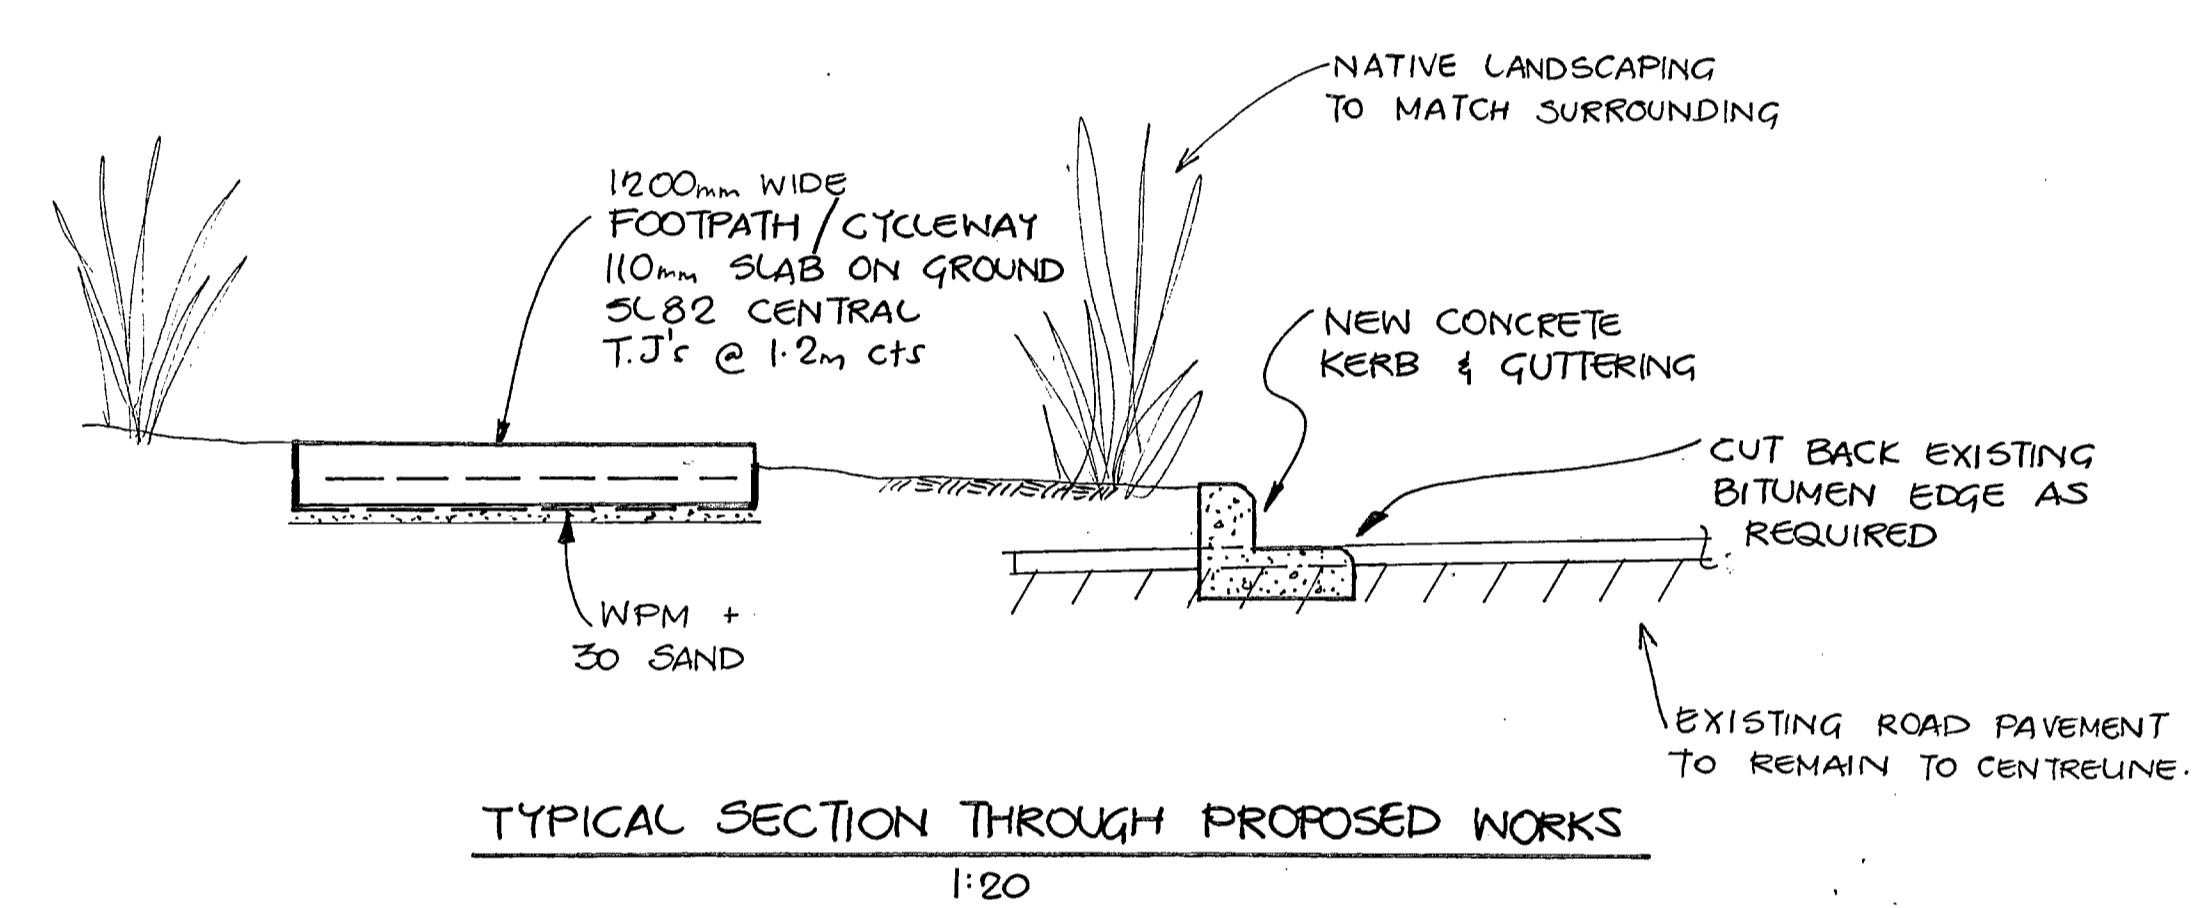 NATIVE LANDSCAPING
TO MATCH SURROUNDING
1200mm WIDE
FOOTPATH / CYCLEWAY
110mm SLAB ON GROUND
SL82 CENTRAL
T.J's @ 1.2m cts
NEW CONCRETE
KERB & GUTTERING
CUT BACK EXISTING
BITUMEN EDGE AS
REQUIRED
WPM +
30 SAND
EXISTING ROAD PAVEMENT
TO REMAIN TO CENTRELINE.
TYPICAL SECTION THROUGH PROPOSED WORKS
1:20